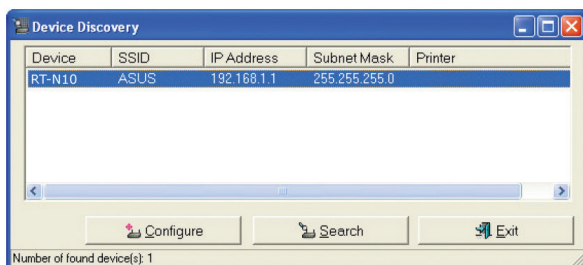 Device Discovery
Device SSID IP Address Subnet Mask Printer
RT-N10 ASUS 192.168.1.1 255.255.255.0
Configure Search Exit
Number of found device(s): 1